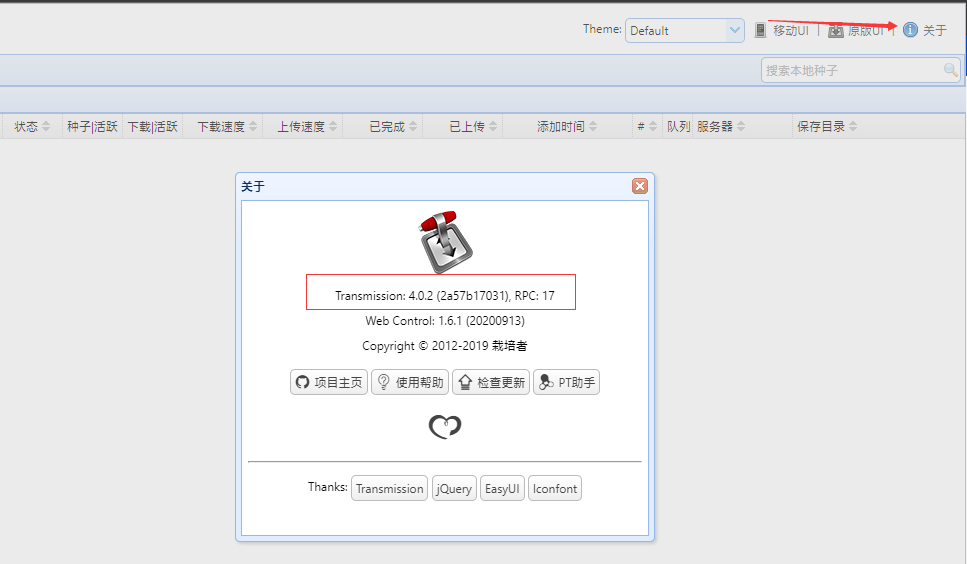 Theme: Default 移动UI | 原版UI | 关于
搜索本地种子
状态 种子|活跃 下载|活跃 下载速度 上传速度 已完成 已上传 添加时间 # 队列 服务器 保存目录
关于
Transmission: 4.0.2 (2a57b17031), RPC: 17
Web Control: 1.6.1 (20200913)
Copyright © 2012-2019 栽培者
项目主页 使用帮助 检查更新 PT助手
Thanks: Transmission jQuery EasyUI Iconfont